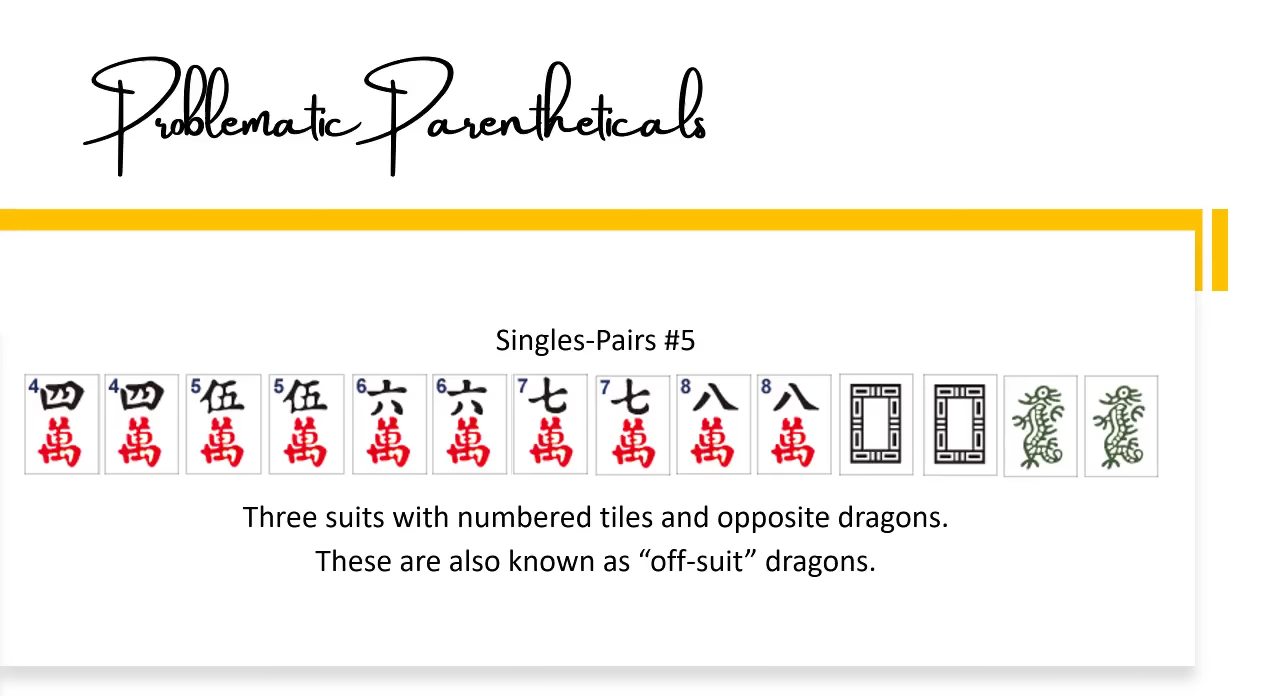 Problematic Parentheticals
Singles-Pairs #5
4四萬 4四萬 5伍萬 5伍萬 6六萬 6六萬 7七萬 7七萬 8八萬 8八萬
Three suits with numbered tiles and opposite dragons.
These are also known as “off-suit” dragons.